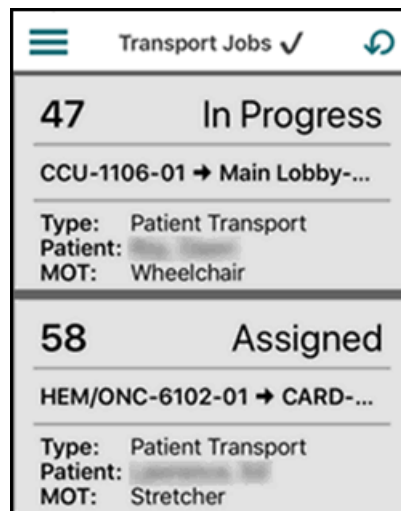 Transport Jobs ✓
47 In Progress
CCU-1106-01 → Main Lobby-...
Type: Patient Transport
Patient:
MOT: Wheelchair
58 Assigned
HEM/ONC-6102-01 → CARD-...
Type: Patient Transport
Patient:
MOT: Stretcher